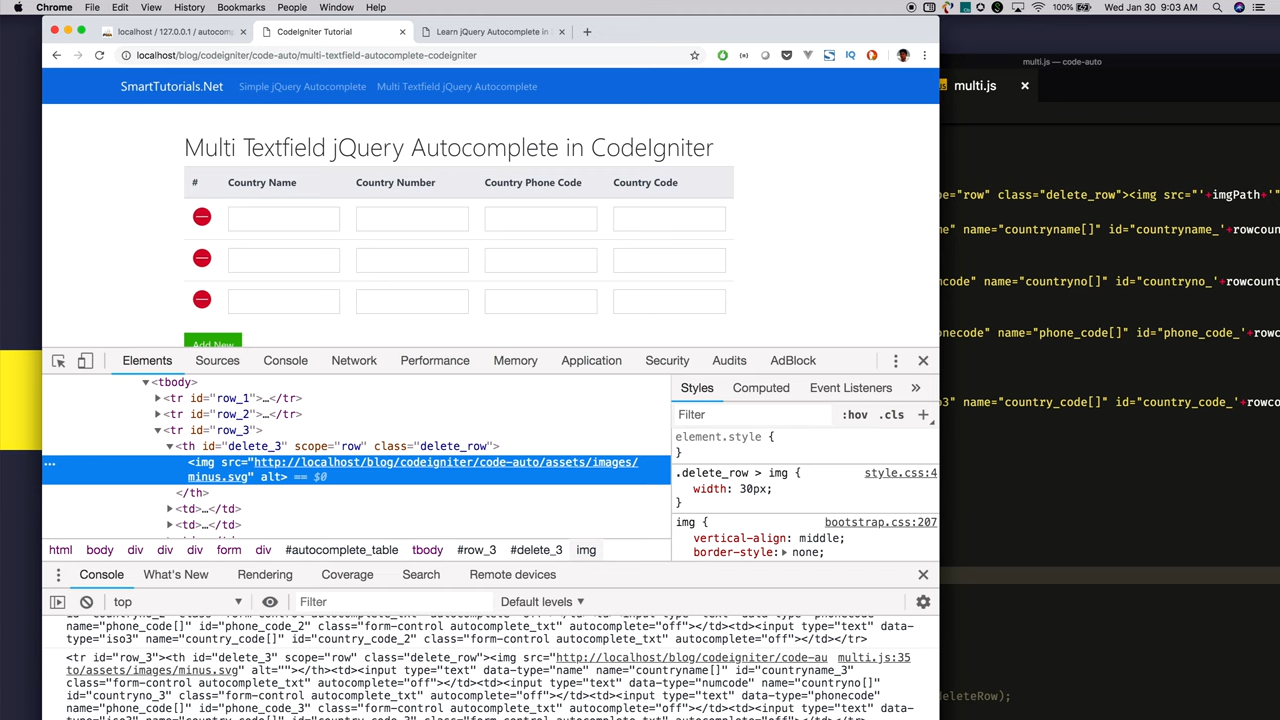 Chrome File Edit View History Bookmarks People Window Help 100% Wed Jan 30 9:03 AM
localhost / 127.0.0.1 / autocom CodeIgniter Tutorial Learn jQuery Autocomplete in
localhost/blog/codeigniter/code-auto/multi-textfield-autocomplete-codeigniter
multi.js — code-auto
multi.js
SmartTutorials.Net Simple jQuery Autocomplete Multi Textfield jQuery Autocomplete
Multi Textfield jQuery Autocomplete in CodeIgniter
# Country Name Country Number Country Phone Code Country Code
Add New
pe="row" class="delete_row"><img src="'+imgPath+'"
me" name="countryname[]" id="countryname_'+rowcoun
mcode" name="countryno[]" id="countryno_'+rowcount
onecode" name="phone_code[]" id="phone_code_'+rowc
o3" name="country_code[]" id="country_code_'+rowco
deleteRow);
Elements Sources Console Network Performance Memory Application Security Audits AdBlock
<tbody>
<tr id="row_1">…</tr>
<tr id="row_2">…</tr>
<tr id="row_3">
<th id="delete_3" scope="row" class="delete_row">
<img src="http://localhost/blog/codeigniter/code-auto/assets/images/
minus.svg" alt> == $0
</th>
<td>…</td>
<td>…</td>
Styles Computed Event Listeners »
Filter :hov .cls +
element.style {
}
.delete_row > img { style.css:4
width: 30px;
}
img { bootstrap.css:207
vertical-align: middle;
border-style: none;
html body div div div form div #autocomplete_table tbody #row_3 #delete_3 img
Console What's New Rendering Coverage Search Remote devices
top Filter Default levels
name="phone_code[]" id="phone_code_2" class="form-control autocomplete_txt" autocomplete="off"></td><td><input type="text" data-
type="iso3" name="country_code[]" id="country_code_2" class="form-control autocomplete_txt" autocomplete="off"></td></tr>
<tr id="row_3"><th id="delete_3" scope="row" class="delete_row"><img src="http://localhost/blog/codeigniter/code-au multi.js:35
to/assets/images/minus.svg" alt=""></th><td><input type="text" data-type="name" name="countryname[]" id="countryname_3"
class="form-control autocomplete_txt" autocomplete="off"></td><td><input type="text" data-type="numcode" name="countryno[]"
id="countryno_3" class="form-control autocomplete_txt" autocomplete="off"></td><td><input type="text" data-type="phonecode"
name="phone_code[]" id="phone_code_3" class="form-control autocomplete_txt" autocomplete="off"></td><td><input type="text" data-